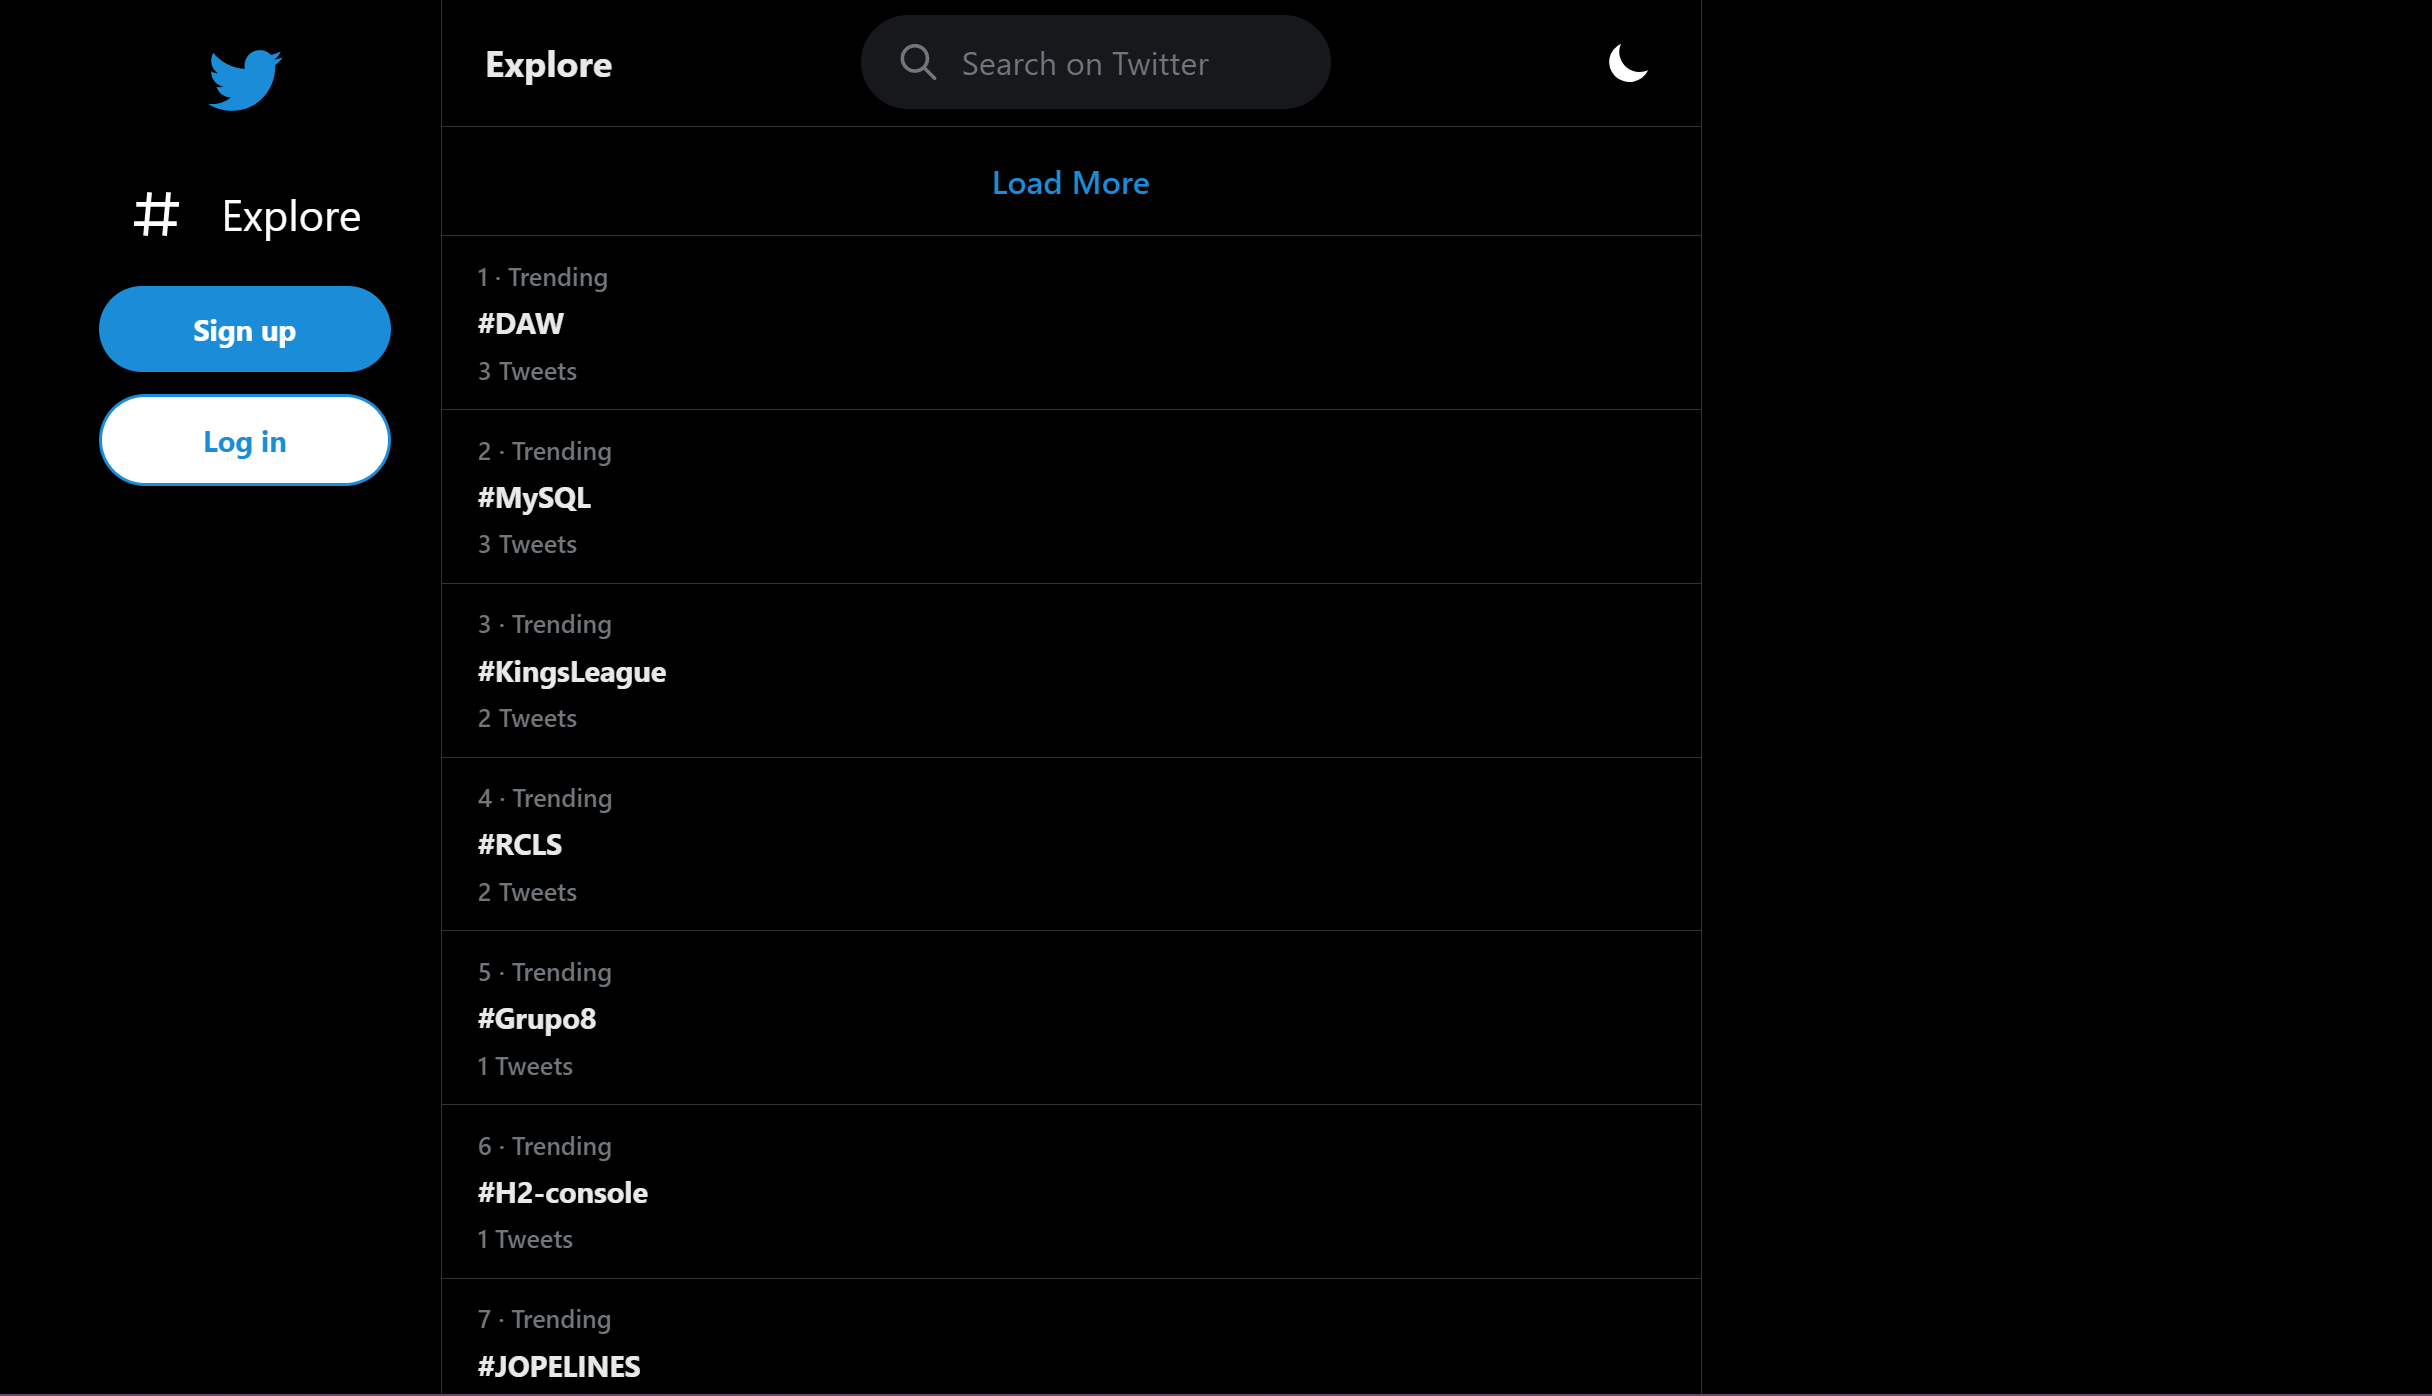 Explore
Sign up
Log in
Explore
Search on Twitter
Load More
1 · Trending
#DAW
3 Tweets
2 · Trending
#MySQL
3 Tweets
3 · Trending
#KingsLeague
2 Tweets
4 · Trending
#RCLS
2 Tweets
5 · Trending
#Grupo8
1 Tweets
6 · Trending
#H2-console
1 Tweets
7 · Trending
#JOPELINES